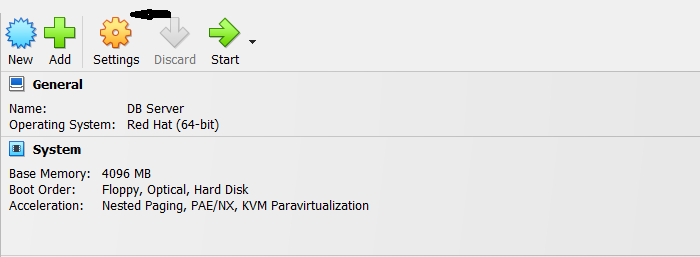 New Add Settings Discard Start
General
Name: DB Server
Operating System: Red Hat (64-bit)
System
Base Memory: 4096 MB
Boot Order: Floppy, Optical, Hard Disk
Acceleration: Nested Paging, PAE/NX, KVM Paravirtualization